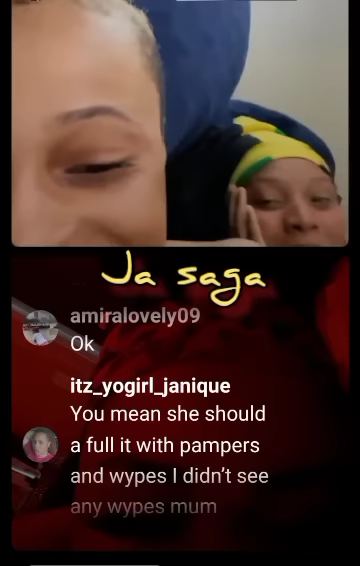 Ja saga
amiralovely09
Ok
itz_yogirl_janique
You mean she should
a full it with pampers
and wypes I didn't see
any wypes mum